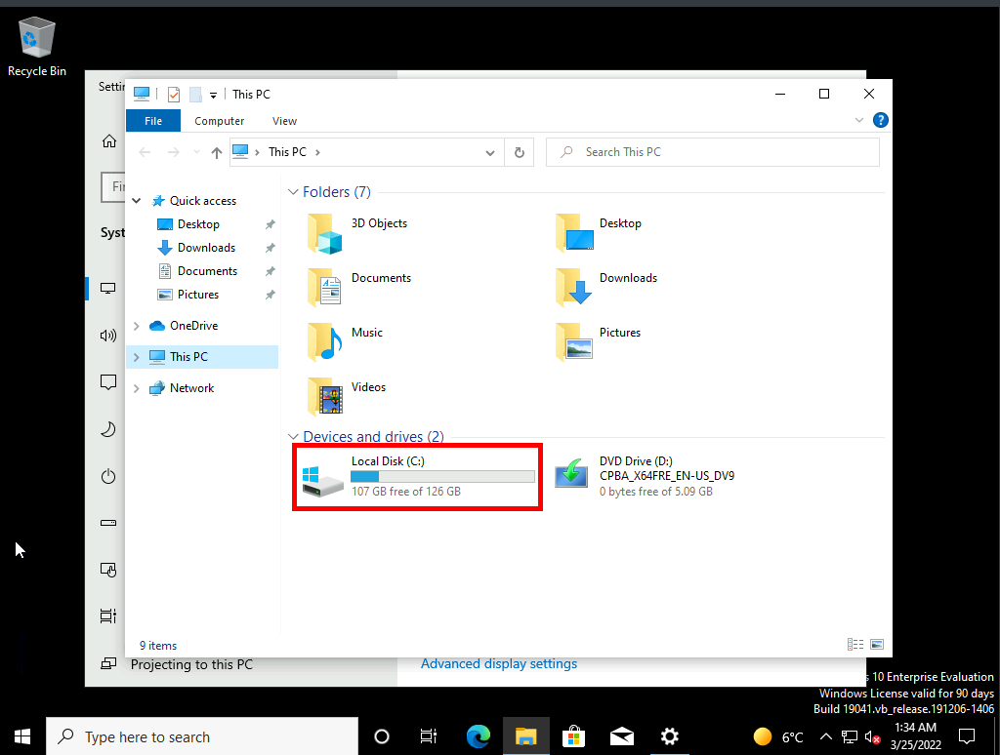 Recycle Bin
Settin
This PC
File
Computer
View
This PC
Search This PC
Fin
Syst
Quick access
Desktop
Downloads
Documents
Pictures
OneDrive
This PC
Network
Folders (7)
3D Objects
Desktop
Documents
Downloads
Music
Pictures
Videos
Devices and drives (2)
Local Disk (C:)
107 GB free of 126 GB
DVD Drive (D:)
CPBA_X64FRE_EN-US_DV9
0 bytes free of 5.09 GB
9 items
Projecting to this PC
Advanced display settings
s 10 Enterprise Evaluation
Windows License valid for 90 days
Build 19041.vb_release.191206-1406
Type here to search
6°C
1:34 AM
3/25/2022